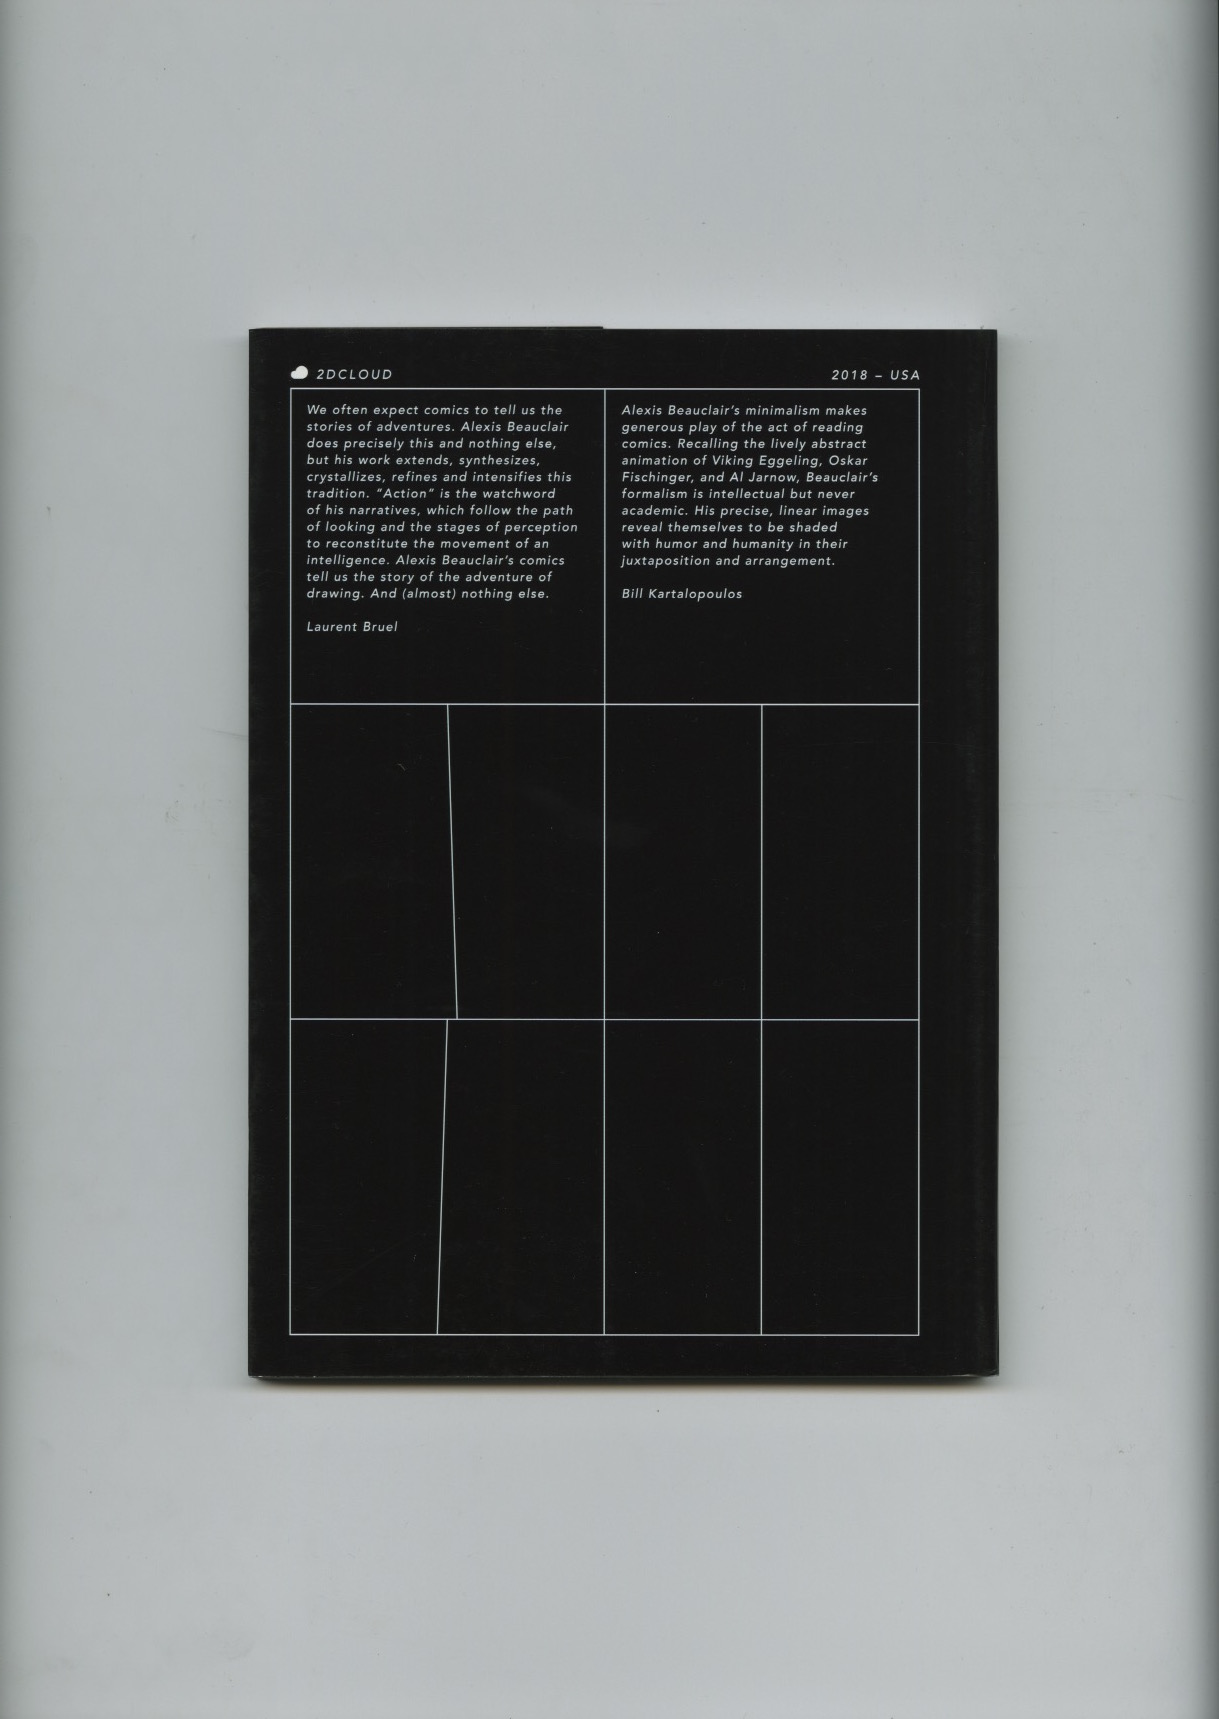 2DCLOUD
2018 – USA
We often expect comics to tell us the
stories of adventures. Alexis Beauclair
does precisely this and nothing else,
but his work extends, synthesizes,
crystallizes, refines and intensifies this
tradition. “Action” is the watchword
of his narratives, which follow the path
of looking and the stages of perception
to reconstitute the movement of an
intelligence. Alexis Beauclair’s comics
tell us the story of the adventure of
drawing. And (almost) nothing else.
Laurent Bruel
Alexis Beauclair’s minimalism makes
generous play of the act of reading
comics. Recalling the lively abstract
animation of Viking Eggeling, Oskar
Fischinger, and Al Jarnow, Beauclair’s
formalism is intellectual but never
academic. His precise, linear images
reveal themselves to be shaded
with humor and humanity in their
juxtaposition and arrangement.
Bill Kartalopoulos